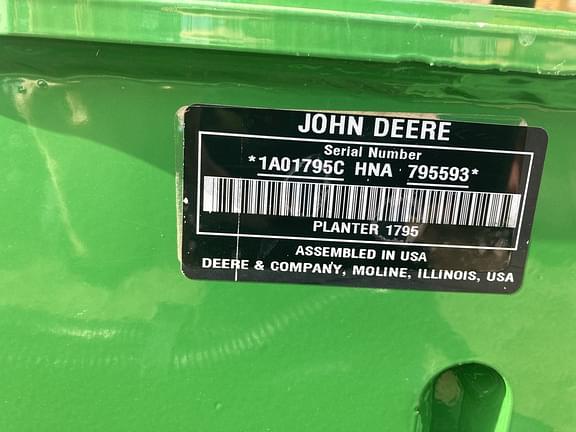 JOHN DEERE
Serial Number
*1A01795C HNA 795593*
PLANTER 1795
ASSEMBLED IN USA
DEERE & COMPANY, MOLINE, ILLINOIS, USA